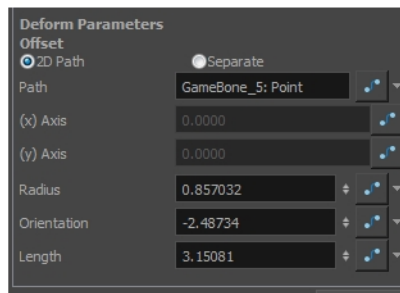 Deform Parameters
Offset
2D Path Separate
Path GameBone_5: Point
(x) Axis 0.0000
(y) Axis 0.0000
Radius 0.857032
Orientation -2.48734
Length 3.15081